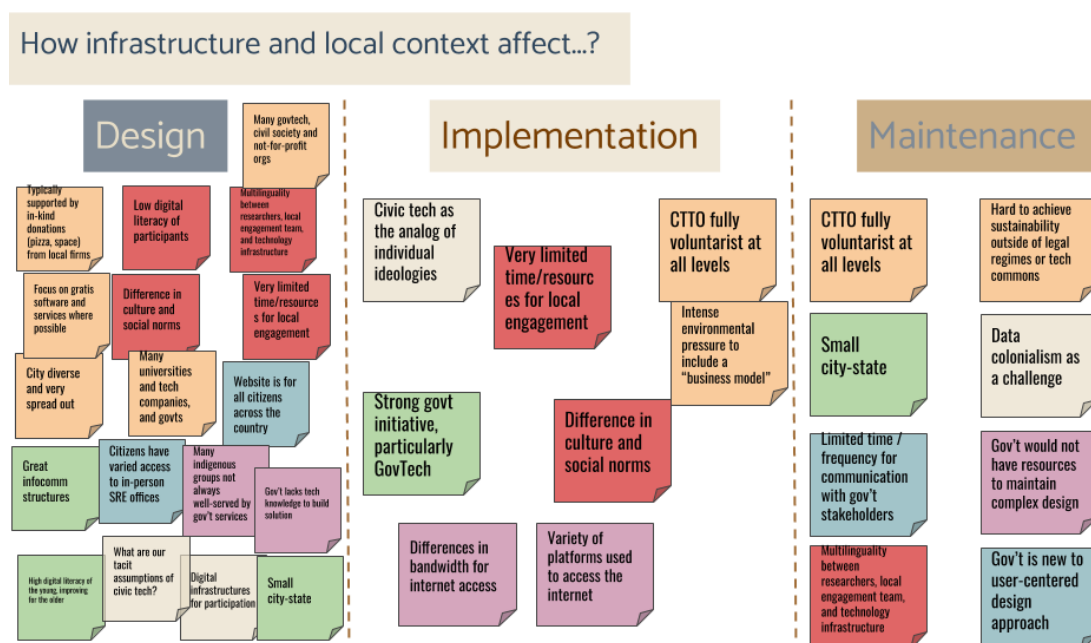 How infrastructure and local context affect...?
Design
Many govtech,
civil society and
not-for-profit
orgs
Typically
supported by
in-kind
donations
(pizza, space)
from local firms
Low digital
literacy of
participants
Multilinguality
between
researchers, local
engagement team,
and technology
infrastructure
Focus on gratis
software and
services where
possible
Difference in
culture and
social norms
Very limited
time/resource
s for local
engagement
City diverse
and very
spread out
Many
universities
and tech
companies,
and govts
Website is for
all citizens
across the
country
Great
infocomm
structures
Citizens have
varied access
to in-person
SRE offices
Many
indigenous
groups not
always
well-served by
gov't services
Gov't lacks tech
knowledge to build
solution
High digital literacy of
the young, improving
for the older
What are our
tacit
assumptions of
civic tech?
Digital
infrastructures
for participation
Small
city-state
Implementation
Civic tech as
the analog of
individual
ideologies
Very limited
time/resourc
es for local
engagement
CTTO fully
voluntarist at
all levels
Intense
environmental
pressure to
include a
"business model"
Strong govt
initiative,
particularly
GovTech
Difference in
culture and
social norms
Differences in
bandwidth for
internet access
Variety of
platforms used
to access the
internet
Maintenance
CTTO fully
voluntarist at
all levels
Hard to achieve
sustainability
outside of legal
regimes or tech
commons
Small
city-state
Data
colonialism as
a challenge
Limited time /
frequency for
communication
with gov't
stakeholders
Gov't would not
have resources
to maintain
complex design
Multilinguality
between
researchers, local
engagement team,
and technology
infrastructure
Gov't is new to
user-centered
design
approach